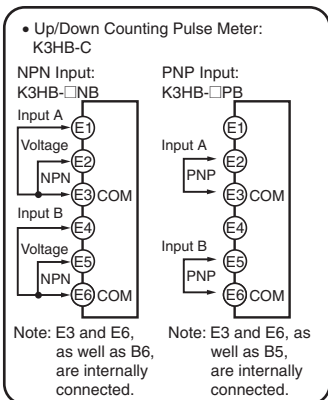 • Up/Down Counting Pulse Meter:
K3HB-C
NPN Input:
K3HB-□NB
Input A
E1
Voltage
E2
NPN
E3 COM
Input B
E4
Voltage
E5
NPN
E6 COM
Note: E3 and E6,
as well as B6,
are internally
connected.
PNP Input:
K3HB-□PB
E1
Input A
E2
PNP
E3 COM
E4
Input B
E5
PNP
E6 COM
Note: E3 and E6, as
well as B5,
are internally
connected.